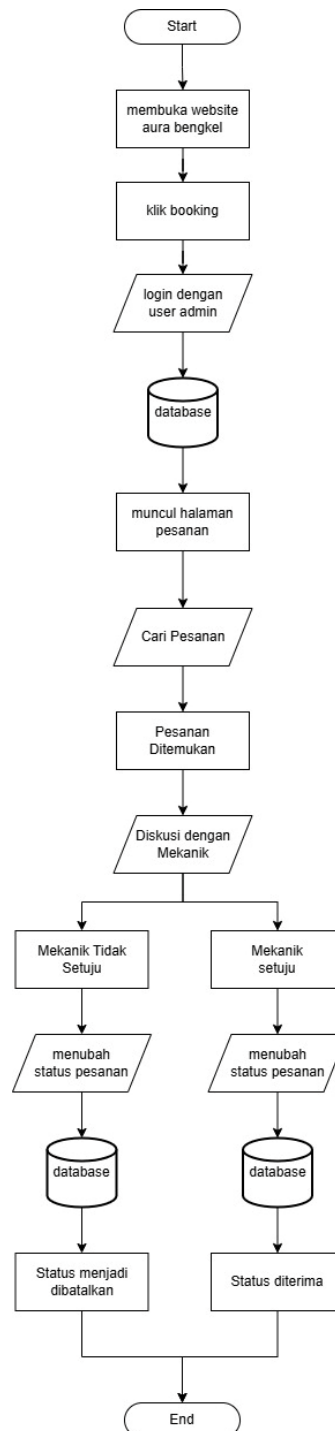 Start
membuka website
aura bengkel
klik booking
login dengan
user admin
database
muncul halaman
pesanan
Cari Pesanan
Pesanan
Ditemukan
Diskusi dengan
Mekanik
Mekanik Tidak
Setuju
Mekanik
setuju
menubah
status pesanan
menubah
status pesanan
database
database
Status menjadi
dibatalkan
Status diterima
End